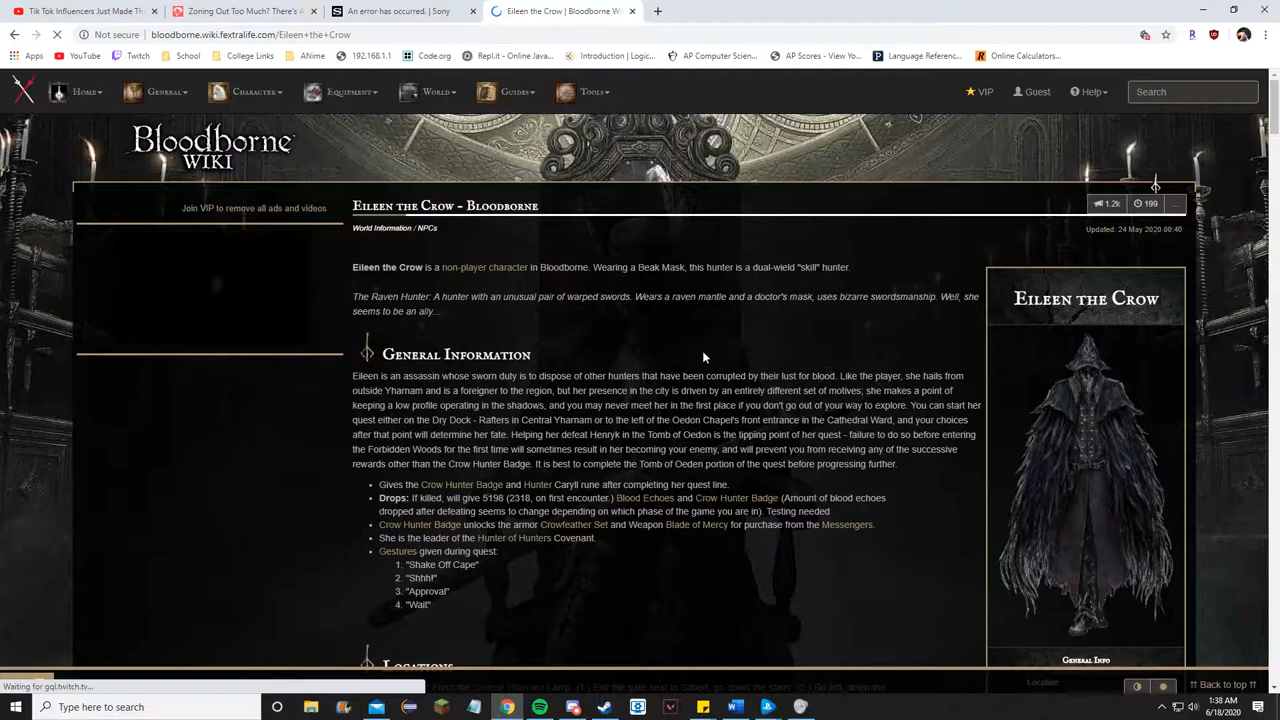 Tik Tok Influencers Just Made Th
Zoning Out Too Much? There's A
An error has occurred. | Sony
Eileen the Crow | Bloodborne Wi
Not secure | bloodborne.wiki.fextralife.com/Eileen+the+Crow
Apps YouTube Twitch School College Links ANime 192.168.1.1 Code.org Repl.it - Online Java... Introduction | Logic... AP Computer Scien... AP Scores - View Yo... Language Referenc... Online Calculators...
Home General Character Equipment World Guides Tools VIP Guest Help Search
Bloodborne
WIKI
Join VIP to remove all ads and videos
Eileen the Crow - Bloodborne
1.2k 199 ...
World Information / NPCs
Updated: 24 May 2020 00:40
Eileen the Crow is a non-player character in Bloodborne. Wearing a Beak Mask, this hunter is a dual-wield "skill" hunter.
The Raven Hunter: A hunter with an unusual pair of warped swords. Wears a raven mantle and a doctor's mask, uses bizarre swordsmanship. Well, she
seems to be an ally...
Eileen the Crow
General Information
Eileen is an assassin whose sworn duty is to dispose of other hunters that have been corrupted by their lust for blood. Like the player, she hails from
outside Yharnam and is a foreigner to the region, but her presence in the city is driven by an entirely different set of motives; she makes a point of
keeping a low profile operating in the shadows, and you may never meet her in the first place if you don't go out of your way to explore. You can start her
quest either on the Dry Dock - Rafters in Central Yharnam or to the left of the Oedon Chapel's front entrance in the Cathedral Ward, and your choices
after that point will determine her fate. Helping her defeat Henryk in the Tomb of Oedon is the tipping point of her quest - failure to do so before entering
the Forbidden Woods for the first time will sometimes result in her becoming your enemy, and will prevent you from receiving any of the successive
rewards other than the Crow Hunter Badge. It is best to complete the Tomb of Oeden portion of the quest before progressing further.
Gives the Crow Hunter Badge and Hunter Caryll rune after completing her quest line.
Drops: If killed, will give 5198 (2318, on first encounter.) Blood Echoes and Crow Hunter Badge (Amount of blood echoes
dropped after defeating seems to change depending on which phase of the game you are in). Testing needed
Crow Hunter Badge unlocks the armor Crowfeather Set and Weapon Blade of Mercy for purchase from the Messengers.
She is the leader of the Hunter of Hunters Covenant.
Gestures given during quest:
1. "Shake Off Cape"
2. "Shhh!"
3. "Approval"
4. "Wait"
Locations
General Info
Location
From the Central Yharnam Lamp, (1.) Exit the gate next to Gilbert, go down the stairs. (2.) Go left, down the
Back to top
Waiting for gql.twitch.tv...
Type here to search
1:38 AM
6/18/2020